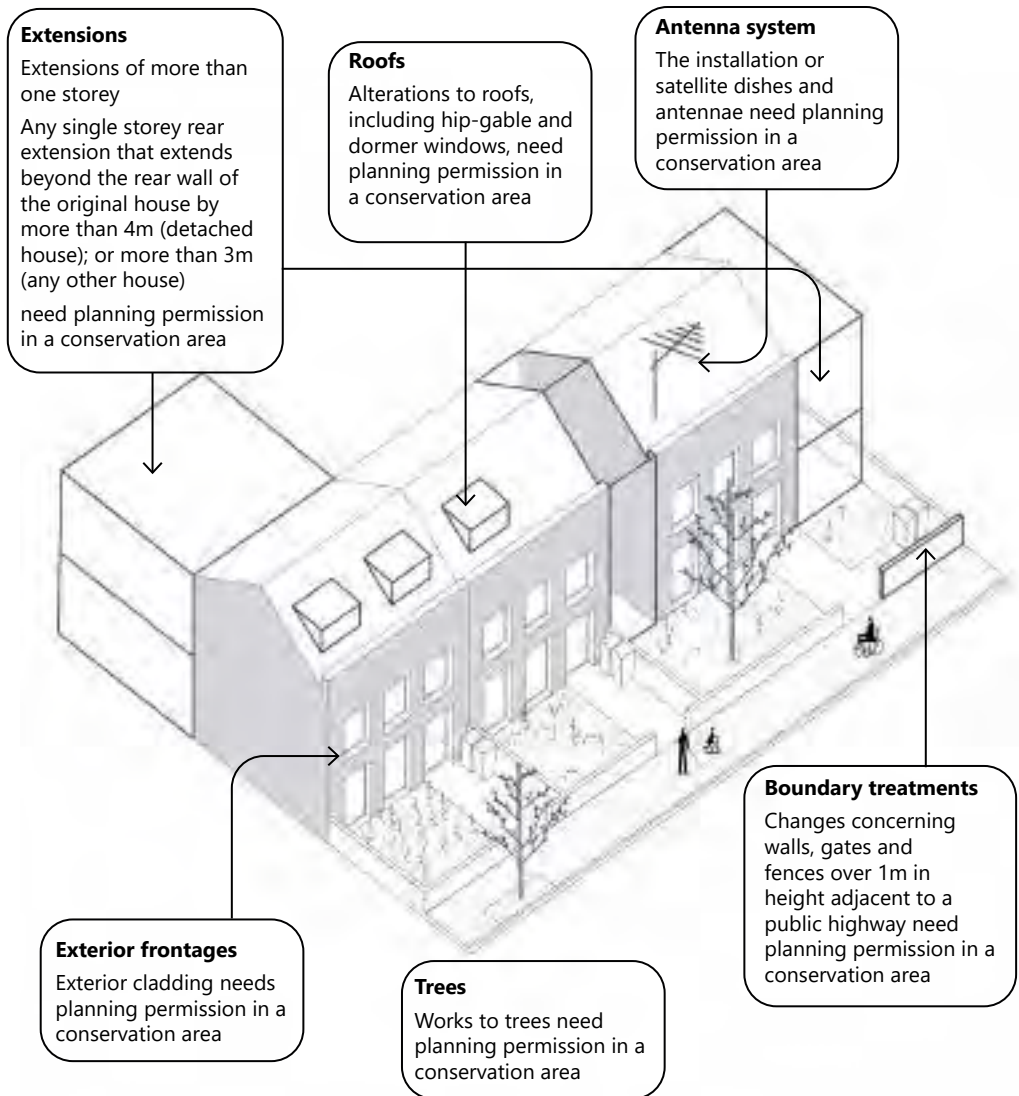 Extensions
Extensions of more than
one storey
Any single storey rear
extension that extends
beyond the rear wall of
the original house by
more than 4m (detached
house); or more than 3m
(any other house)
need planning permission
in a conservation area
Roofs
Alterations to roofs,
including hip-gable and
dormer windows, need
planning permission in
a conservation area
Antenna system
The installation or
satellite dishes and
antennae need planning
permission in a
conservation area
Boundary treatments
Changes concerning
walls, gates and
fences over 1m in
height adjacent to a
public highway need
planning permission in a
conservation area
Exterior frontages
Exterior cladding needs
planning permission in a
conservation area
Trees
Works to trees need
planning permission in a
conservation area